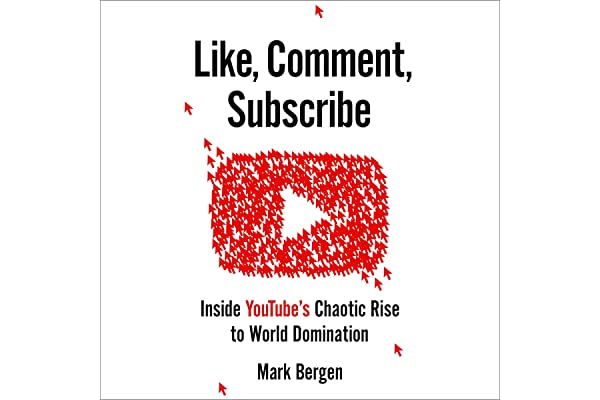 Like, Comment,
Subscribe
Inside YouTube's Chaotic Rise
to World Domination
Mark Bergen